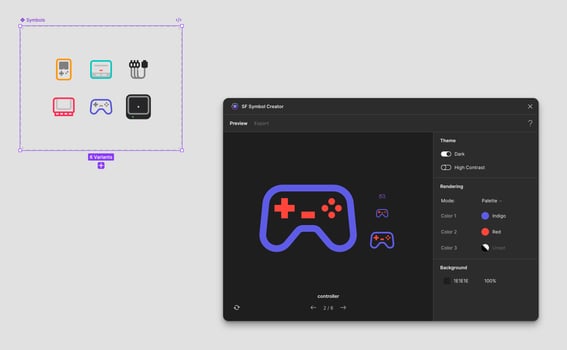 Symbols
</>
6 Variants
SF Symbol Creator
Preview
Export
?
Theme
Dark
High Contrast
Rendering
Mode:
Palette
Color 1
Indigo
Color 2
Red
Color 3
Unset
Background
1E1E1E
100%
controller
2 / 6